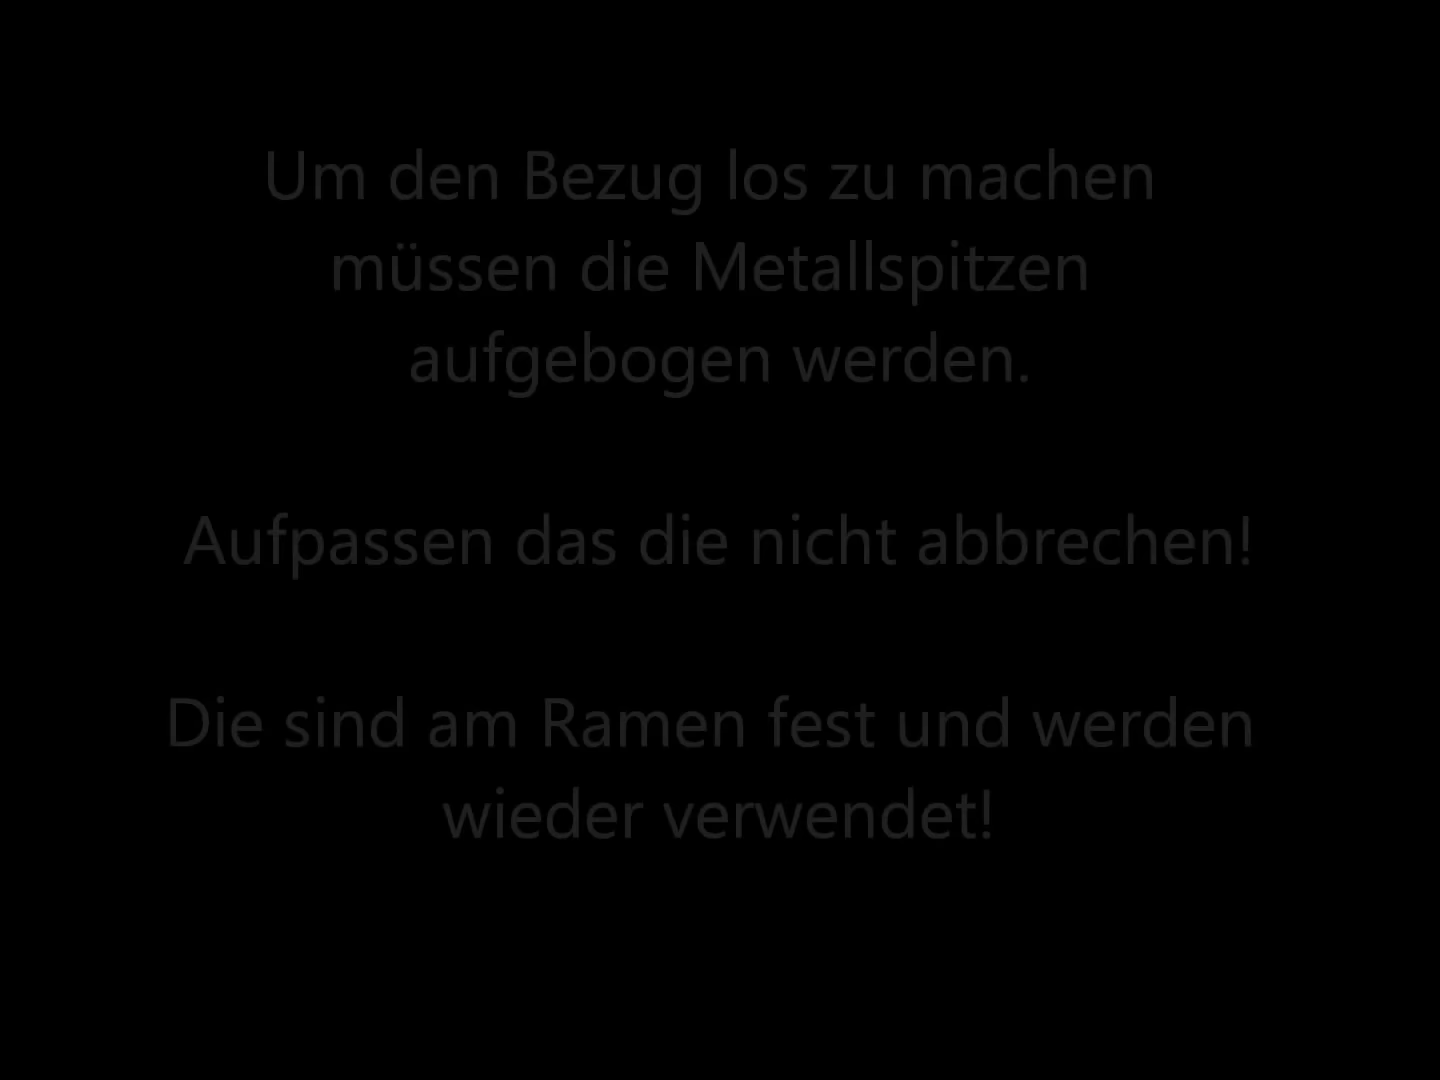 Um den Bezug los zu machen
müssen die Metallspitzen
aufgebogen werden.
Aufpassen das die nicht abbrechen!
Die sind am Ramen fest und werden
wieder verwendet!